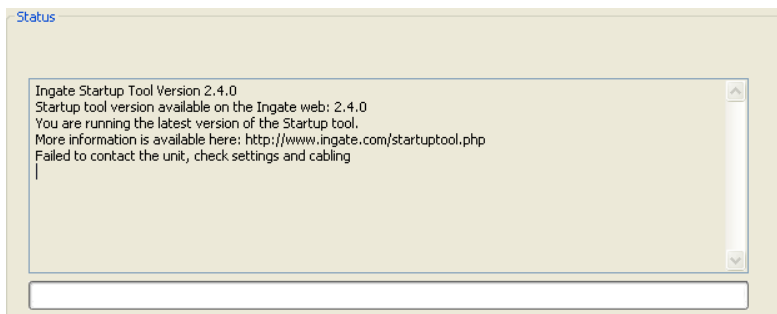 Status
Ingate Startup Tool Version 2.4.0
Startup tool version available on the Ingate web: 2.4.0
You are running the latest version of the Startup tool.
More information is available here: http://www.ingate.com/startuptool.php
Failed to contact the unit, check settings and cabling